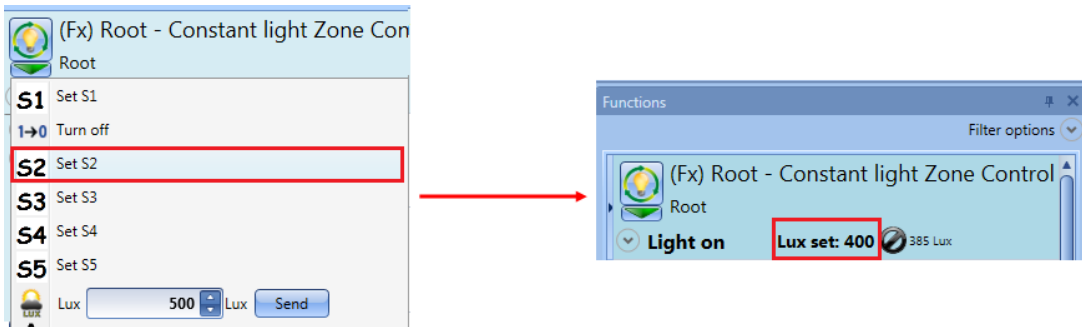 (Fx) Root - Constant light Zone Con
Root
S1 Set S1
1→0 Turn off
S2 Set S2
S3 Set S3
S4 Set S4
S5 Set S5
LUX Lux 500 Lux Send
Functions
Filter options
(Fx) Root - Constant light Zone Control
Root
Light on Lux set: 400 385 Lux